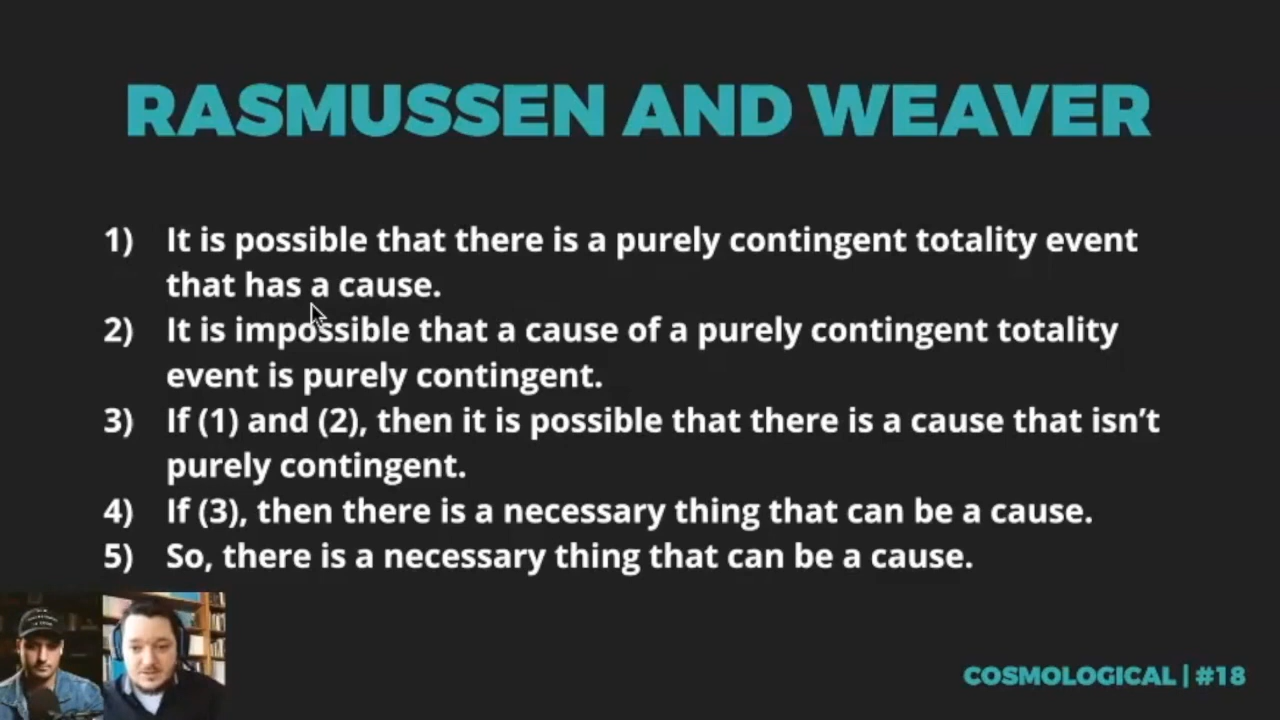 RASMUSSEN AND WEAVER
1) It is possible that there is a purely contingent totality event
that has a cause.
2) It is impossible that a cause of a purely contingent totality
event is purely contingent.
3) If (1) and (2), then it is possible that there is a cause that isn’t
purely contingent.
4) If (3), then there is a necessary thing that can be a cause.
5) So, there is a necessary thing that can be a cause.
COSMOLOGICAL | #18